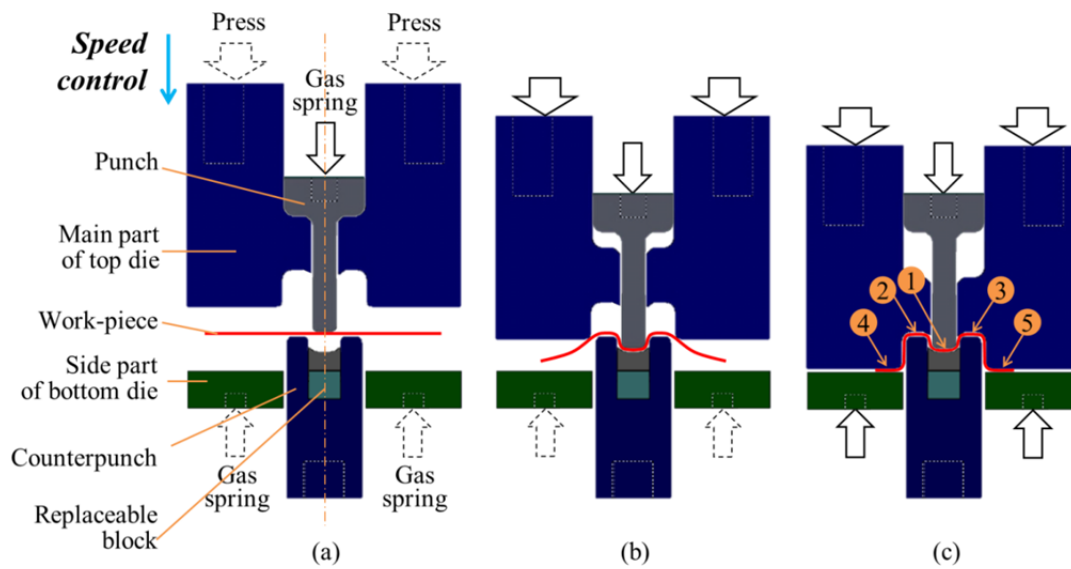 Press
Press
Speed
control
Gas
spring
Punch
Main part
of top die
Work-piece
Side part
of bottom die
Counterpunch
Gas
spring
Gas
spring
Replaceable
block
1
2
3
4
5
(a)
(b)
(c)